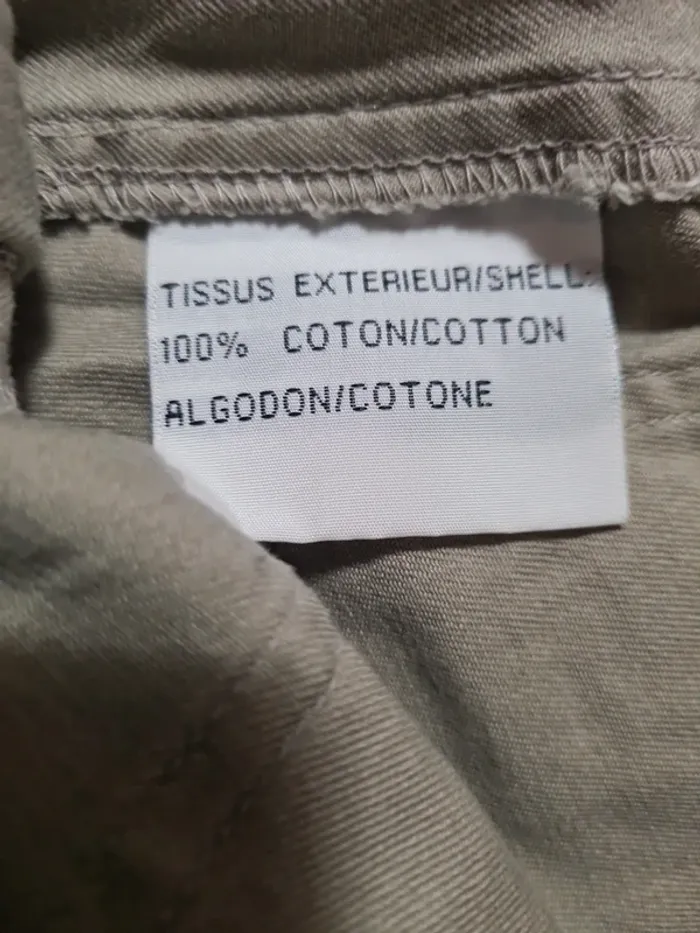 TISSUS EXTERIEUR/SHELL:
100% COTON/COTTON
ALGODON/COTONE